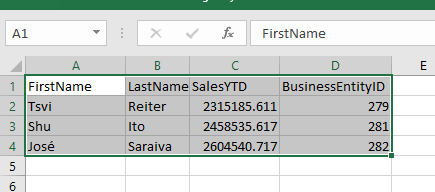 A1 FirstName
A B C D E
1 FirstName LastName SalesYTD BusinessEntityID
2 Tsvi Reiter 2315185.611 279
3 Shu Ito 2458535.617 281
4 José Saraiva 2604540.717 282
5
6